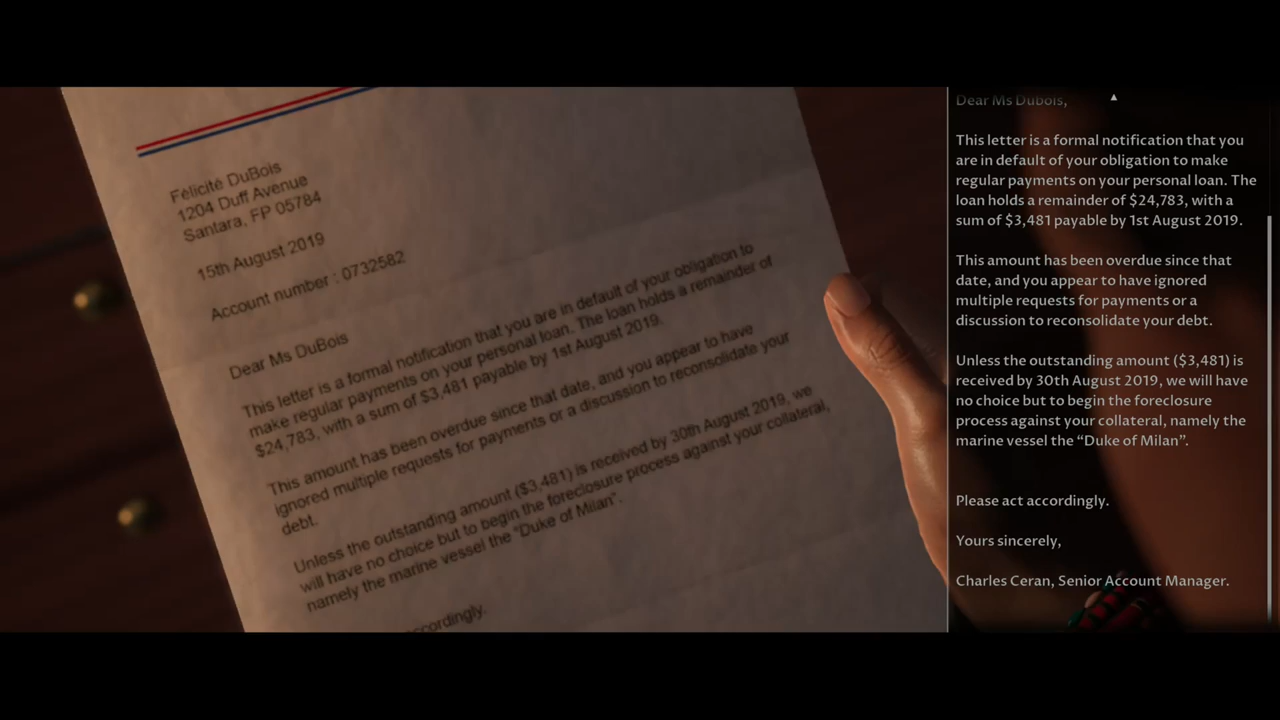 Félicité DuBois
1204 Duff Avenue
Santara, FP 05784
15th August 2019
Account number : 0732582
Dear Ms DuBois
This letter is a formal notification that you are in default of your obligation to
make regular payments on your personal loan. The loan holds a remainder of
$24,783, with a sum of $3,481 payable by 1st August 2019.
This amount has been overdue since that date, and you appear to have
ignored multiple requests for payments or a discussion to reconsolidate your
debt.
Unless the outstanding amount ($3,481) is received by 30th August 2019, we
will have no choice but to begin the foreclosure process against your collateral,
namely the marine vessel the "Duke of Milan".
ccordingly.
Dear Ms Dubois,
This letter is a formal notification that you
are in default of your obligation to make
regular payments on your personal loan. The
loan holds a remainder of $24,783, with a
sum of $3,481 payable by 1st August 2019.
This amount has been overdue since that
date, and you appear to have ignored
multiple requests for payments or a
discussion to reconsolidate your debt.
Unless the outstanding amount ($3,481) is
received by 30th August 2019, we will have
no choice but to begin the foreclosure
process against your collateral, namely the
marine vessel the “Duke of Milan”.
Please act accordingly.
Yours sincerely,
Charles Ceran, Senior Account Manager.